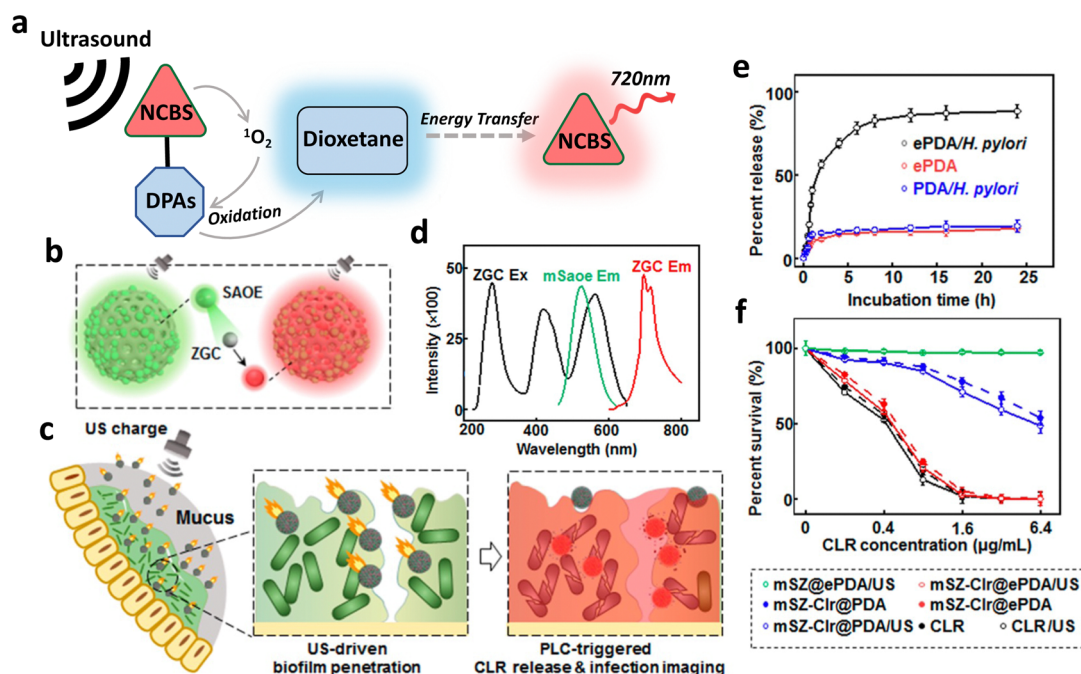 a
Ultrasound
NCBS
¹O₂
DPAs
Oxidation
Dioxetane
Energy Transfer
NCBS
720nm
b
SAOE
ZGC
c
US charge
Mucus
US-driven
biofilm penetration
PLC-triggered
CLR release & infection imaging
d
ZGC Ex
mSaoe Em
ZGC Em
Intensity (×100)
50
25
0
200
400
600
800
Wavelength (nm)
e
Percent release (%)
100
50
0
ePDA/H. pylori
ePDA
PDA/H. pylori
0 5 10 15 20 25
Incubation time (h)
f
Percent survival (%)
100
50
0
0 0.4 1.6 6.4
CLR concentration (µg/mL)
mSZ@ePDA/US
mSZ-Clr@ePDA/US
mSZ-Clr@PDA
mSZ-Clr@ePDA
mSZ-Clr@PDA/US
CLR
CLR/US